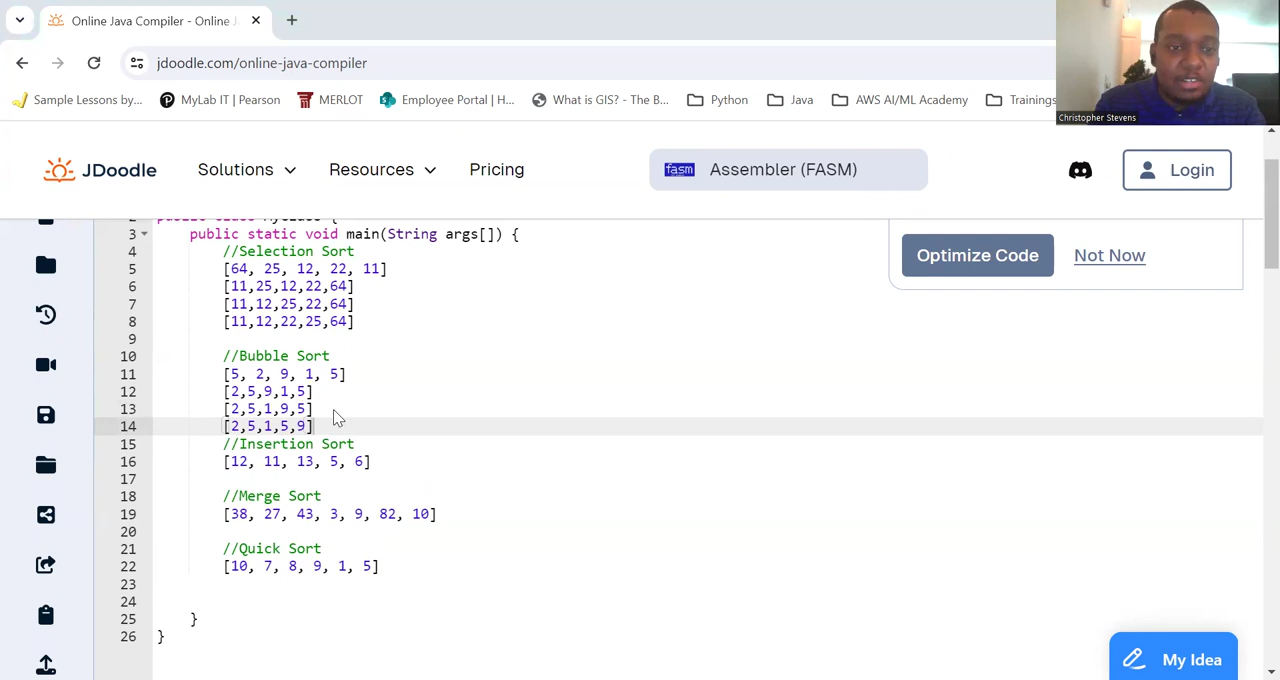 Online Java Compiler - Online J
jdoodle.com/online-java-compiler
Sample Lessons by... MyLab IT | Pearson MERLOT Employee Portal | H... What is GIS? - The B... Python Java AWS AI/ML Academy Trainings
Christopher Stevens
JDoodle Solutions Resources Pricing fasm Assembler (FASM) Login
3 public static void main(String args[]) {
4 //Selection Sort
5 [64, 25, 12, 22, 11]
6 [11,25,12,22,64]
7 [11,12,25,22,64]
8 [11,12,22,25,64]
9
10 //Bubble Sort
11 [5, 2, 9, 1, 5]
12 [2,5,9,1,5]
13 [2,5,1,9,5]
14 [2,5,1,5,9]
15 //Insertion Sort
16 [12, 11, 13, 5, 6]
17
18 //Merge Sort
19 [38, 27, 43, 3, 9, 82, 10]
20
21 //Quick Sort
22 [10, 7, 8, 9, 1, 5]
23
24
25 }
26 }
Optimize Code Not Now
My Idea